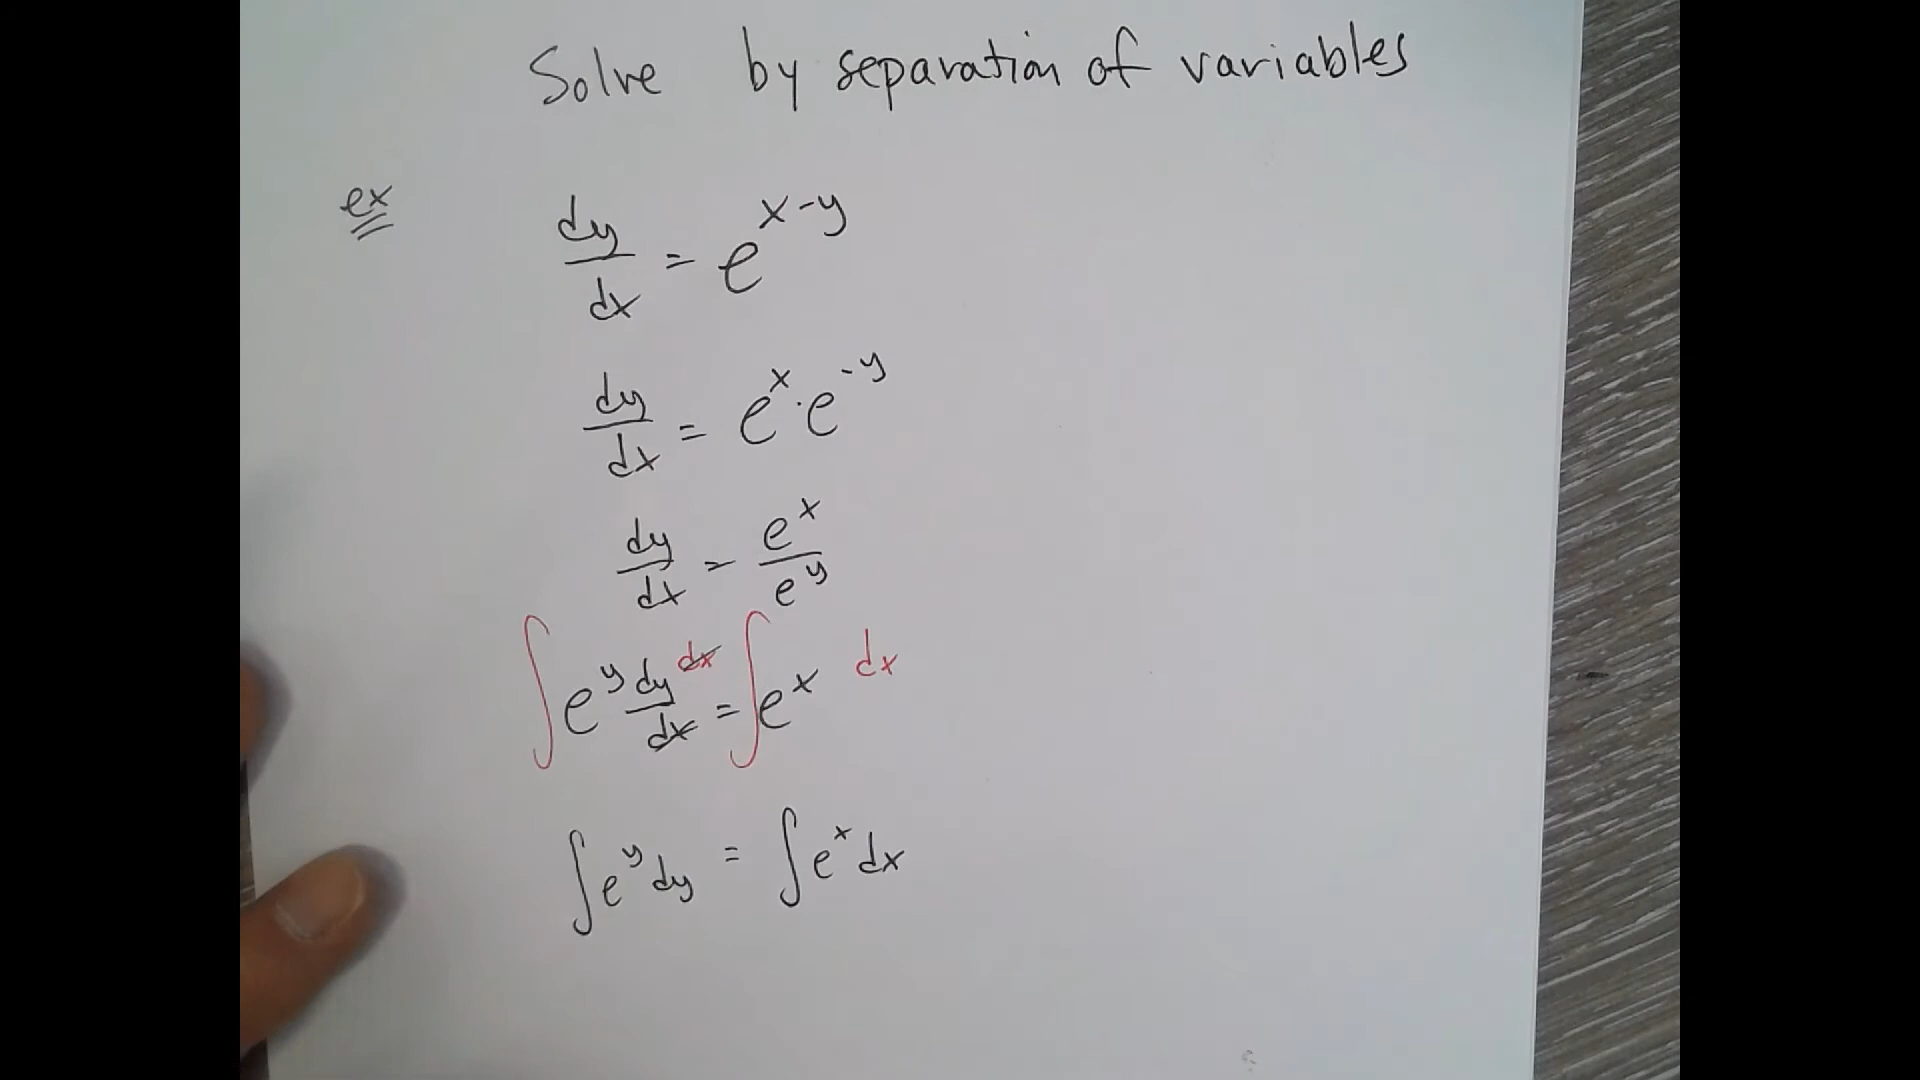 Solve by separation of variables
ex
dy/dx = e^(x-y)
dy/dx = e^x · e^(-y)
dy/dx = e^x/e^y
∫ e^y dy/dx dx = ∫ e^x dx
∫ e^y dy = ∫ e^x dx